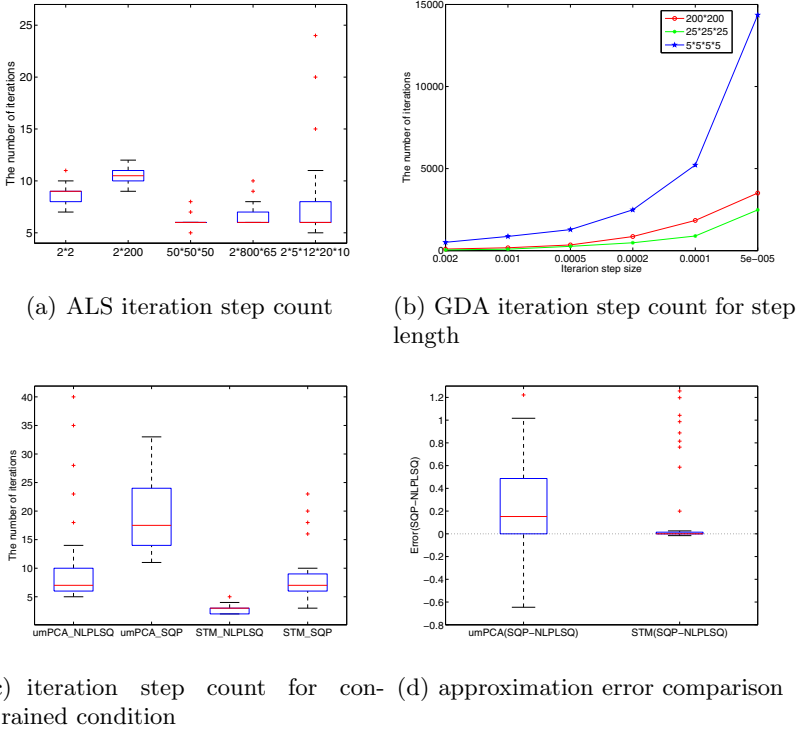 25
20
15
10
5
The number of iterations
2*2
2*200
50*50*50
2*800*65
2*5*12*20*10
(a) ALS iteration step count
15000
10000
5000
0
The number of iterations
200*200
25*25*25
5*5*5*5
0.002
0.001
0.0005
0.0002
0.0001
5e-005
Iterarion step size
(b) GDA iteration step count for step
length
40
35
30
25
20
15
10
5
The number of iterations
umPCA_NLPLSQ
umPCA_SQP
STM_NLPLSQ
STM_SQP
) iteration step count for con-
rained condition
1.2
1
0.8
0.6
0.4
0.2
0
−0.2
−0.4
−0.6
−0.8
Error(SQP−NLPLSQ)
umPCA(SQP−NLPLSQ)
STM(SQP−NLPLSQ)
(d) approximation error comparison